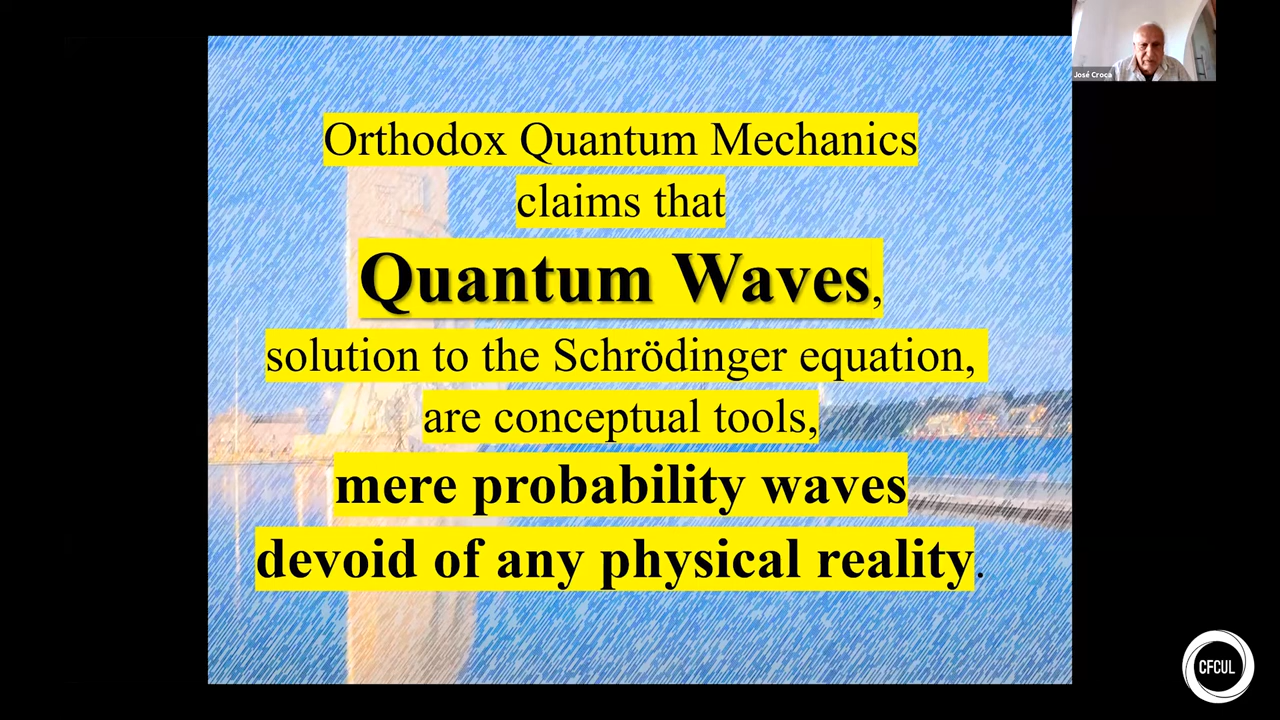 José Croca
Orthodox Quantum Mechanics
claims that
Quantum Waves,
solution to the Schrödinger equation,
are conceptual tools,
mere probability waves
devoid of any physical reality.
CFCUL